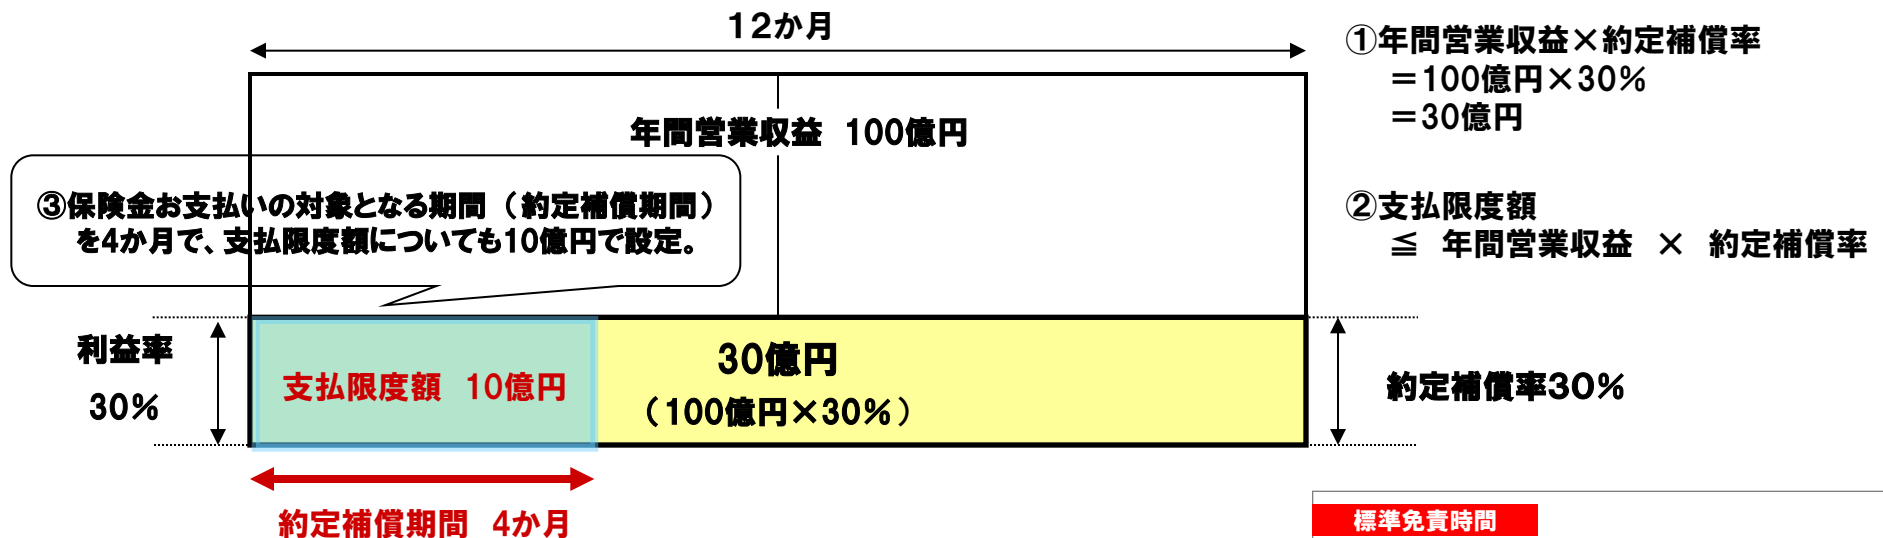 12か月
年間営業収益 100億円
③保険金お支払いの対象となる期間（約定補償期間）
を4か月で、支払限度額についても10億円で設定。
利益率
30%
支払限度額 10億円
30億円
（100億円×30%）
約定補償率30%
約定補償期間 4か月
①年間営業収益×約定補償率
＝100億円×30%
＝30億円
②支払限度額
≦ 年間営業収益 × 約定補償率
標準免責時間